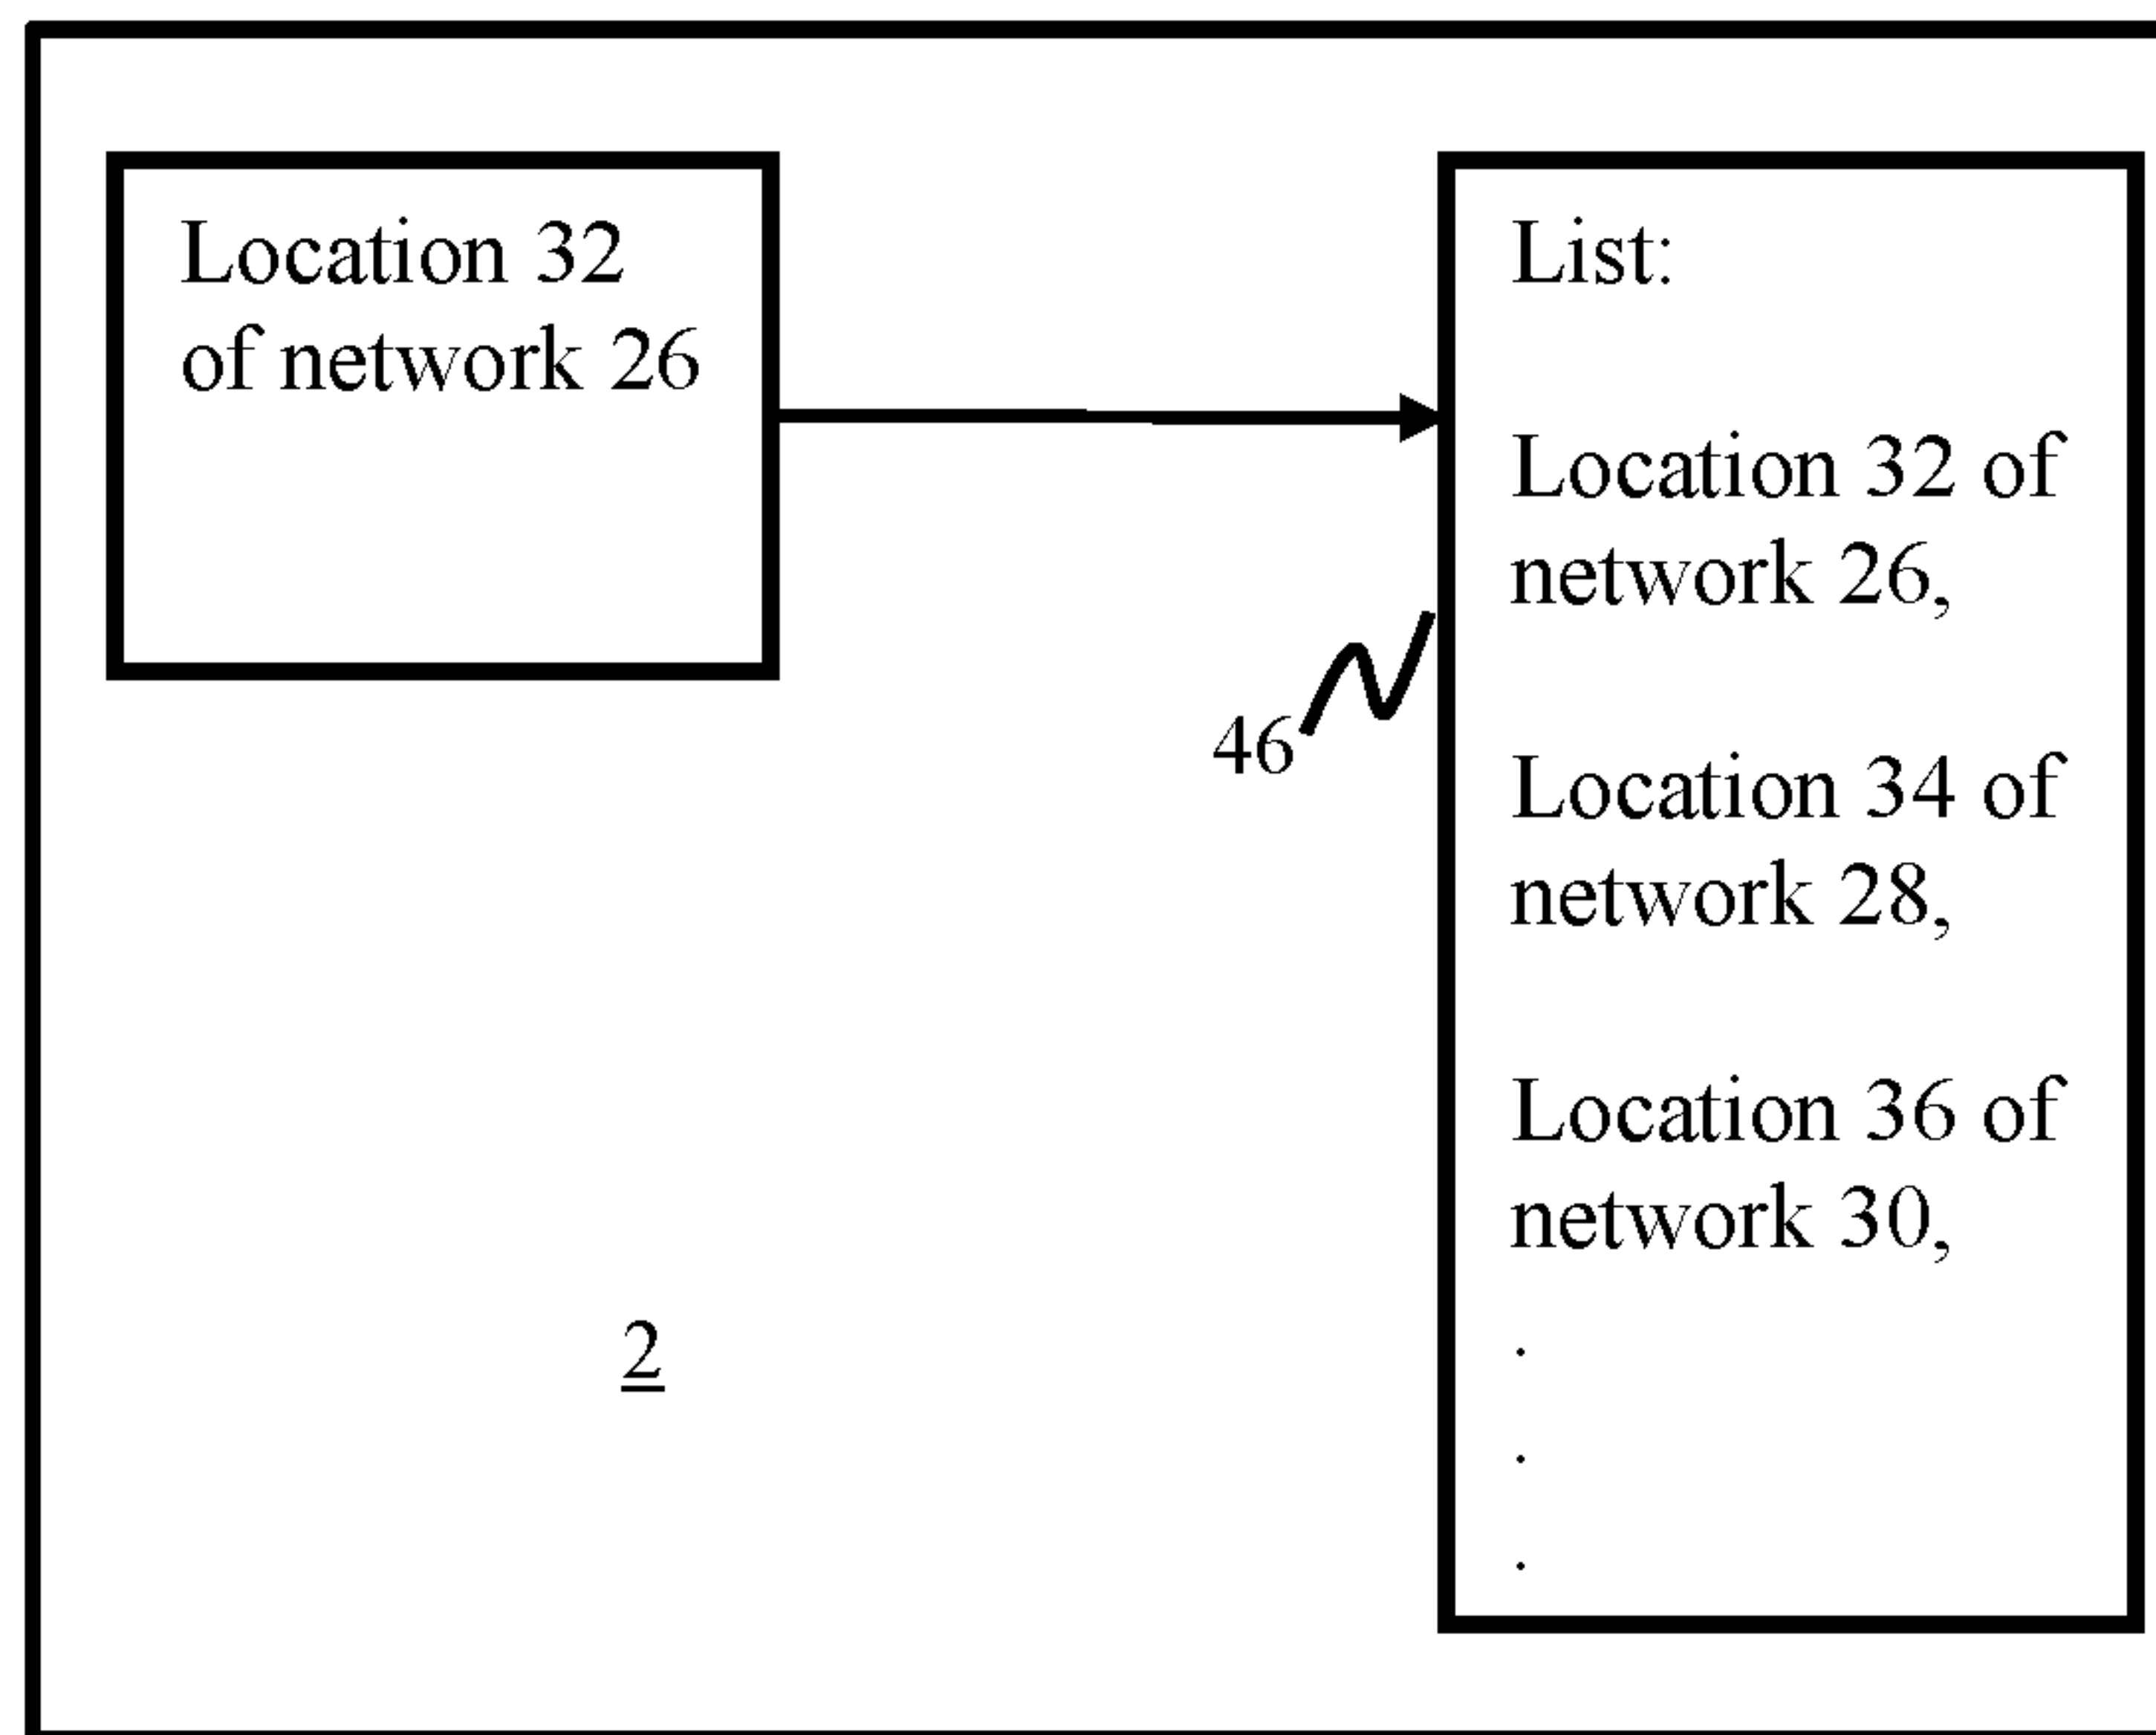 Location 32
of network 26
List:
Location 32 of
network 26,
46
Location 34 of
network 28,
Location 36 of
network 30,
.
.
.
2